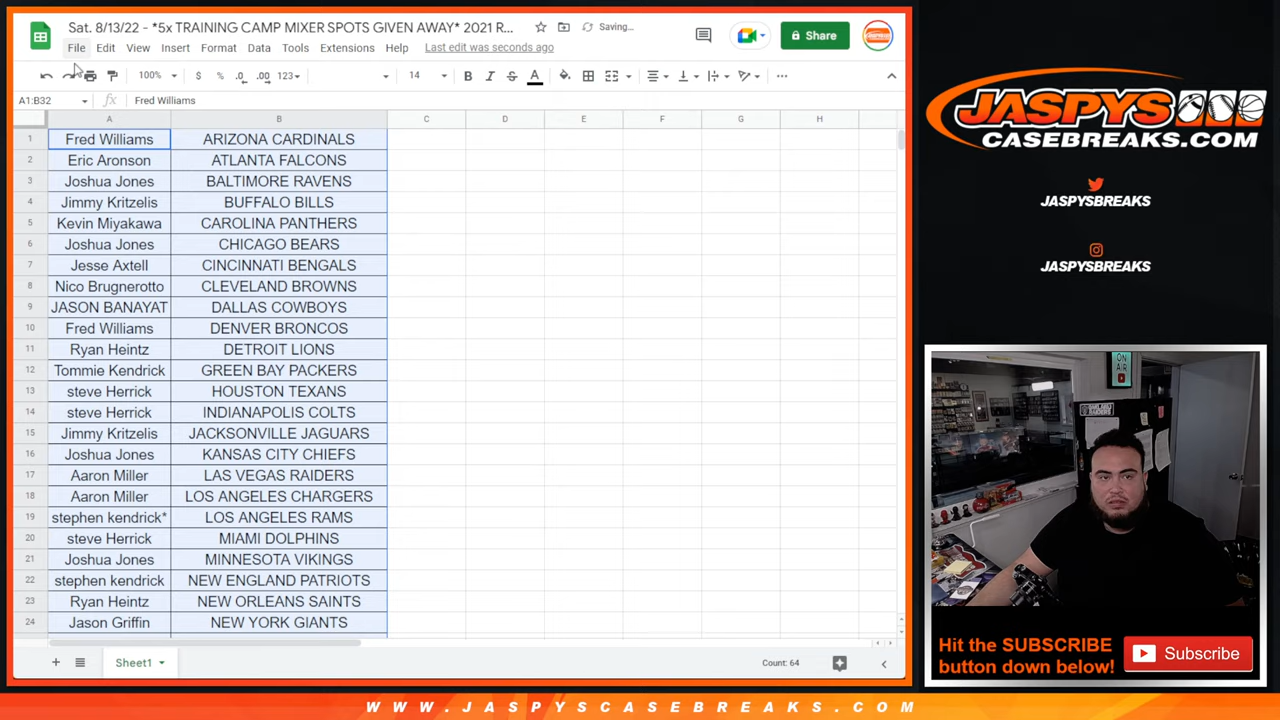 Sat. 8/13/22 - *5x TRAINING CAMP MIXER SPOTS GIVEN AWAY* 2021 R...
Saving...
Share
File Edit View Insert Format Data Tools Extensions Help Last edit was seconds ago
100% $ % .0 .00 123 14 B I S A
A1:B32 fx Fred Williams
A B C D E F G H
1 Fred Williams ARIZONA CARDINALS
2 Eric Aronson ATLANTA FALCONS
3 Joshua Jones BALTIMORE RAVENS
4 Jimmy Kritzelis BUFFALO BILLS
5 Kevin Miyakawa CAROLINA PANTHERS
6 Joshua Jones CHICAGO BEARS
7 Jesse Axtell CINCINNATI BENGALS
8 Nico Brugnerotto CLEVELAND BROWNS
9 JASON BANAYAT DALLAS COWBOYS
10 Fred Williams DENVER BRONCOS
11 Ryan Heintz DETROIT LIONS
12 Tommie Kendrick GREEN BAY PACKERS
13 steve Herrick HOUSTON TEXANS
14 steve Herrick INDIANAPOLIS COLTS
15 Jimmy Kritzelis JACKSONVILLE JAGUARS
16 Joshua Jones KANSAS CITY CHIEFS
17 Aaron Miller LAS VEGAS RAIDERS
18 Aaron Miller LOS ANGELES CHARGERS
19 stephen kendrick* LOS ANGELES RAMS
20 steve Herrick MIAMI DOLPHINS
21 Joshua Jones MINNESOTA VIKINGS
22 stephen kendrick NEW ENGLAND PATRIOTS
23 Ryan Heintz NEW ORLEANS SAINTS
24 Jason Griffin NEW YORK GIANTS
Sheet1
Count: 64
JASPYS
CASEBREAKS.COM
JASPYSBREAKS
JASPYSBREAKS
ON
AIR
Hit the SUBSCRIBE
button down below!
Subscribe
WWW.JASPYSCASEBREAKS.COM